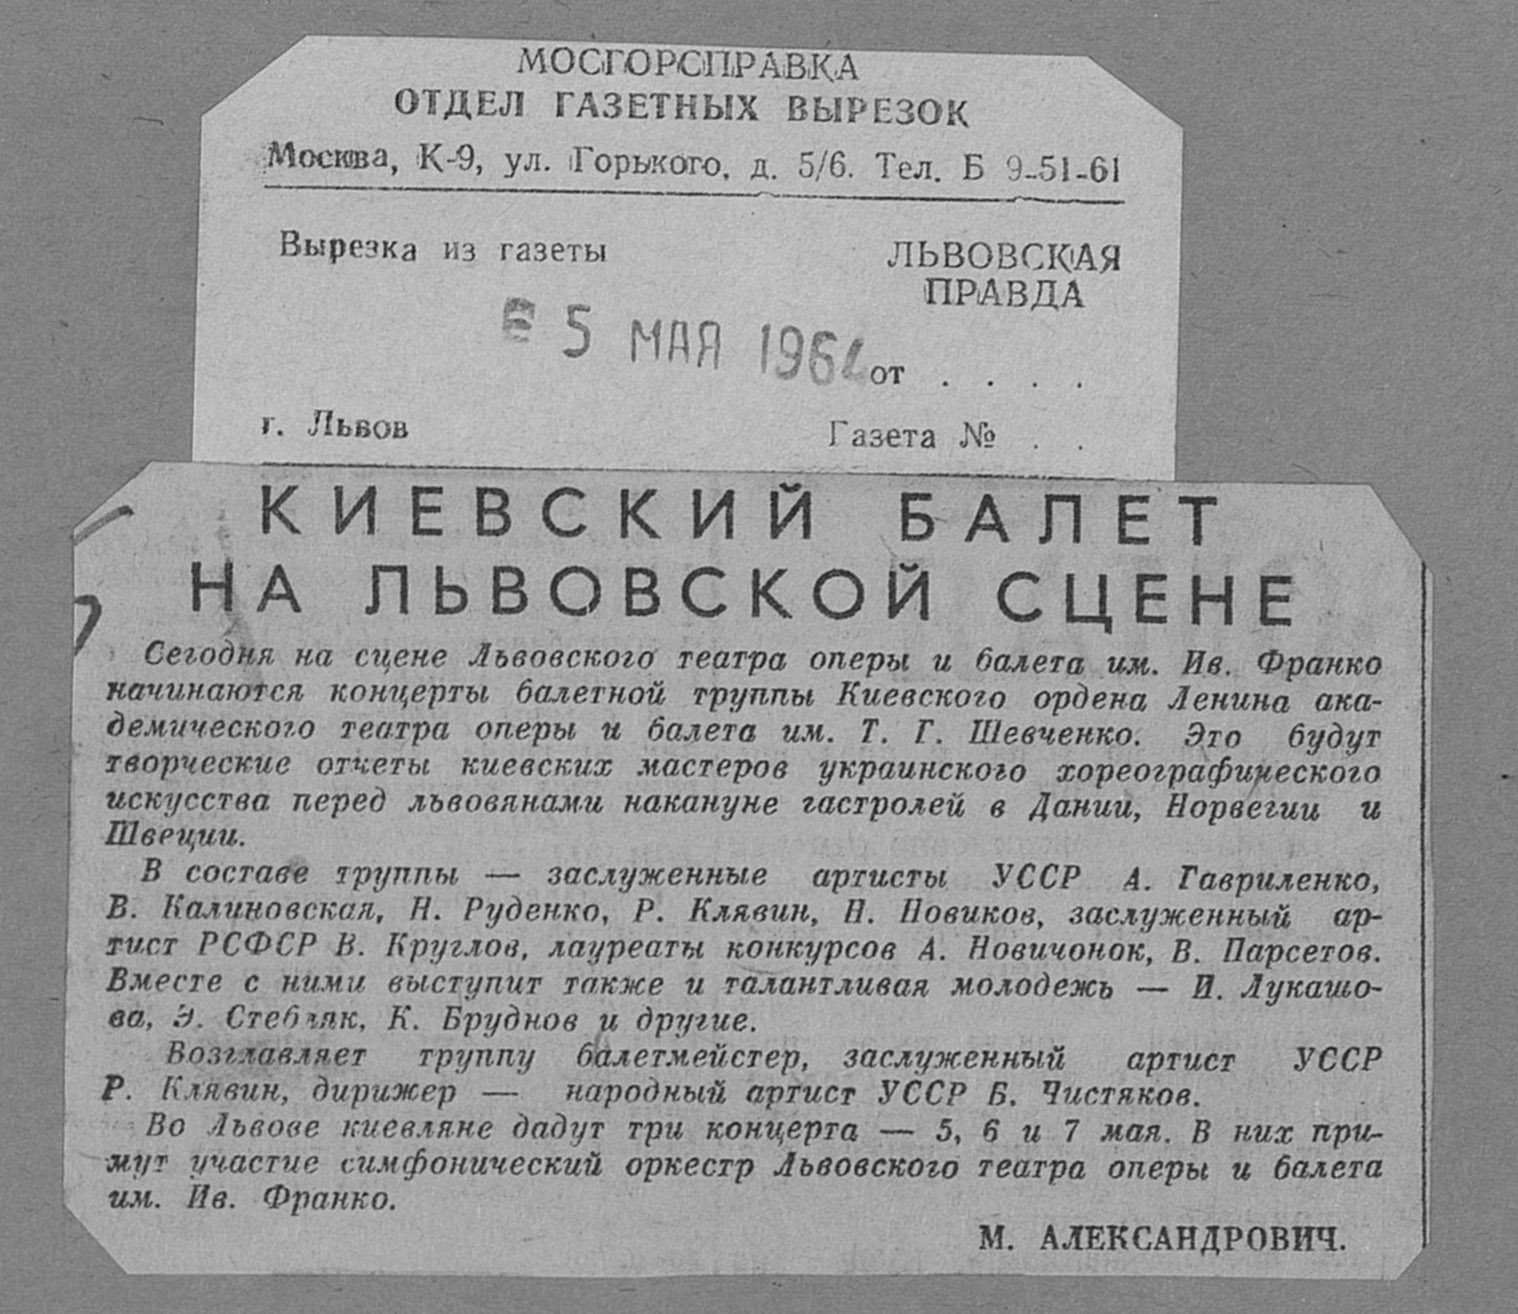 МОСГОРСПРАВКА
ОТДЕЛ ГАЗЕТНЫХ ВЫРЕЗОК
Москва, К-9, ул. Горького, д. 5/6. Тел. Б 9-51-61
Вырезка из газеты
ЛЬВОВСКАЯ
ПРАВДА
5 МАЯ 1964
от . . . .
г. Львов
Газета № . .
КИЕВСКИЙ БАЛЕТ
НА ЛЬВОВСКОЙ СЦЕНЕ
Сегодня на сцене Львовского театра оперы и балета им. Ив. Франко
начинаются концерты балетной труппы Киевского ордена Ленина ака-
демического театра оперы и балета им. Т. Г. Шевченко. Это будут
творческие отчеты киевских мастеров украинского хореографического
искусства перед львовянами накануне гастролей в Дании, Норвегии и
Швеции.
В составе труппы — заслуженные артисты УССР А. Гавриленко,
В. Калиновская, Н. Руденко, Р. Клявин, Н. Новиков, заслуженный ар-
тист РСФСР В. Круглов, лауреаты конкурсов А. Новичонок, В. Парсетов.
Вместе с ними выступит также и талантливая молодежь — И. Лукашо-
ва, Э. Стебляк, К. Бруднов и другие.
Возглавляет труппу балетмейстер, заслуженный артист УССР
Р. Клявин, дирижер — народный артист УССР Б. Чистяков.
Во Львове киевляне дадут три концерта — 5, 6 и 7 мая. В них при-
мут участие симфонический оркестр Львовского театра оперы и балета
им. Ив. Франко.
М. АЛЕКСАНДРОВИЧ.